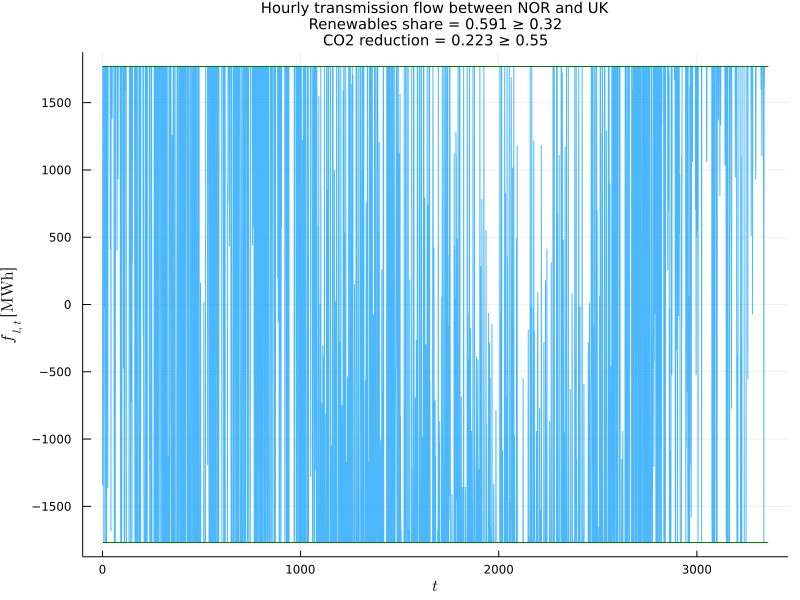 Hourly transmission flow between NOR and UK
Renewables share = 0.591 ≥ 0.32
CO2 reduction = 0.223 ≥ 0.55
1500
1000
500
0
−500
−1000
−1500
f_{l,t} [MWh]
0 1000 2000 3000
t